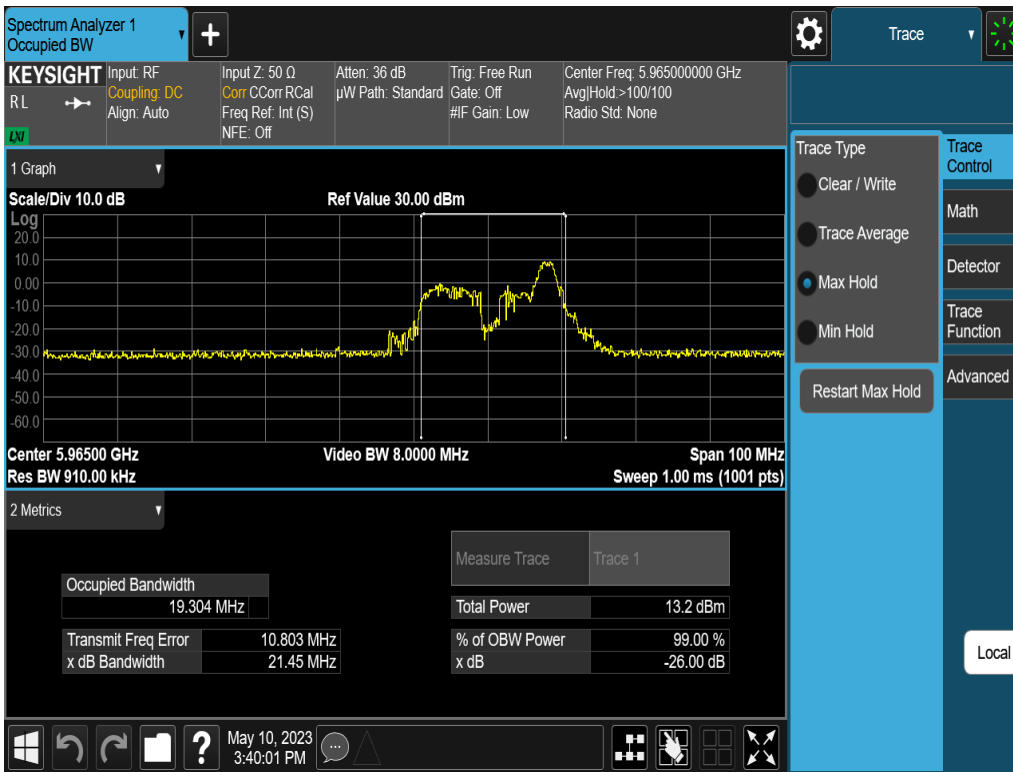 Spectrum Analyzer 1
Occupied BW
+
Trace
KEYSIGHT
RL
LXI
Input: RF
Coupling: DC
Align: Auto
Input Z: 50 Ω
Corr CCorr RCal
Freq Ref: Int (S)
NFE: Off
Atten: 36 dB
µW Path: Standard
Trig: Free Run
Gate: Off
#IF Gain: Low
Center Freq: 5.965000000 GHz
Avg|Hold:>100/100
Radio Std: None
1 Graph
Scale/Div 10.0 dB
Ref Value 30.00 dBm
Log
20.0
10.0
0.00
-10.0
-20.0
-30.0
-40.0
-50.0
-60.0
Center 5.96500 GHz
Video BW 8.0000 MHz
Span 100 MHz
Res BW 910.00 kHz
Sweep 1.00 ms (1001 pts)
2 Metrics
Measure Trace
Trace 1
Occupied Bandwidth
19.304 MHz
Total Power
13.2 dBm
Transmit Freq Error
10.803 MHz
% of OBW Power
99.00 %
x dB Bandwidth
21.45 MHz
x dB
-26.00 dB
Trace Type
Clear / Write
Trace Average
Max Hold
Min Hold
Restart Max Hold
Trace
Control
Math
Detector
Trace
Function
Advanced
Local
?
May 10, 2023
3:40:01 PM